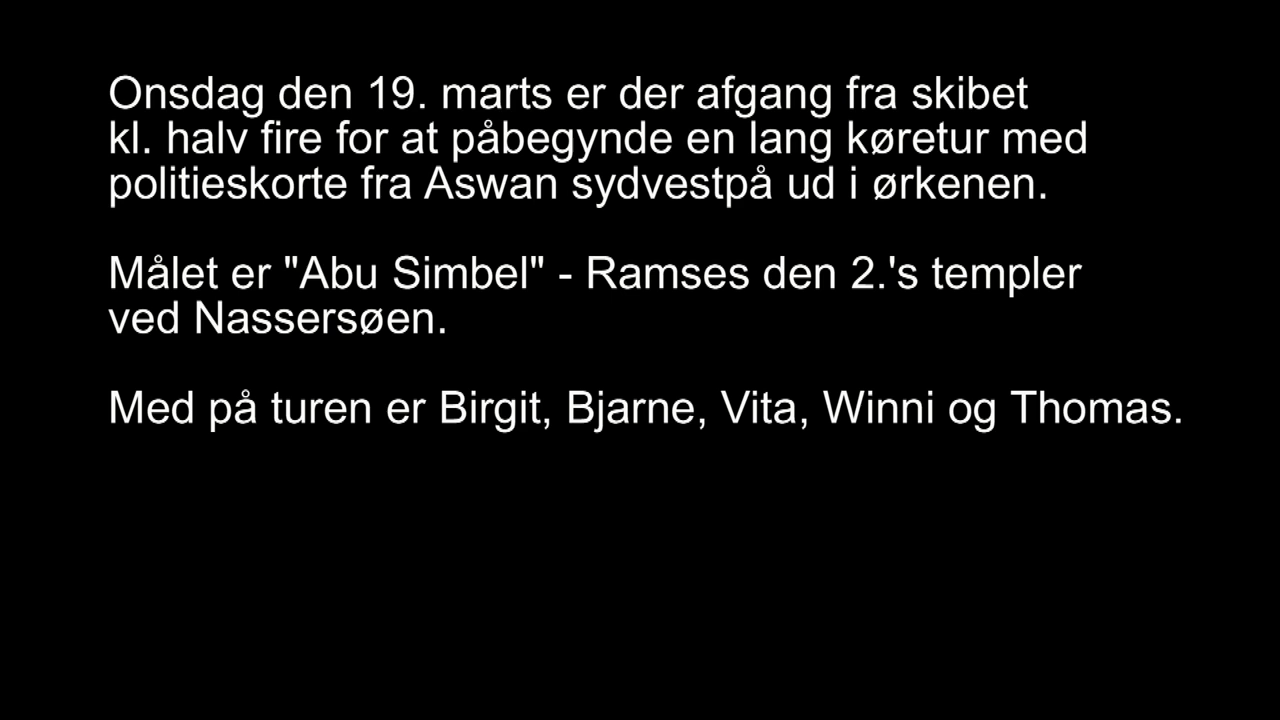 Onsdag den 19. marts er der afgang fra skibet
kl. halv fire for at påbegynde en lang køretur med
politieskorte fra Aswan sydvestpå ud i ørkenen.
Målet er "Abu Simbel" - Ramses den 2.'s templer
ved Nassersøen.
Med på turen er Birgit, Bjarne, Vita, Winni og Thomas.